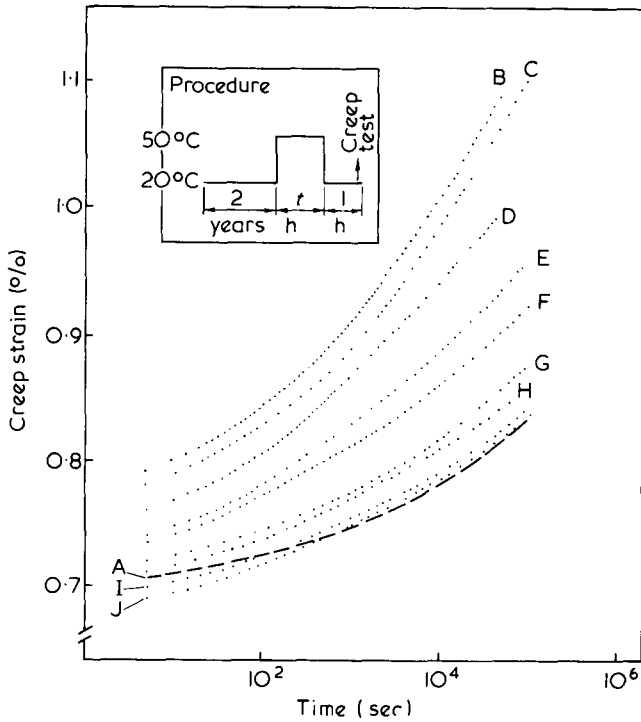 1·1
1·0
0·9
0·8
0·7
Creep strain (%)
Procedure
50°C
20°C
2
t
1
years
h
h
Creep
test
B
C
D
E
F
G
H
A
I
J
10²
10⁴
10⁶
Time (sec)